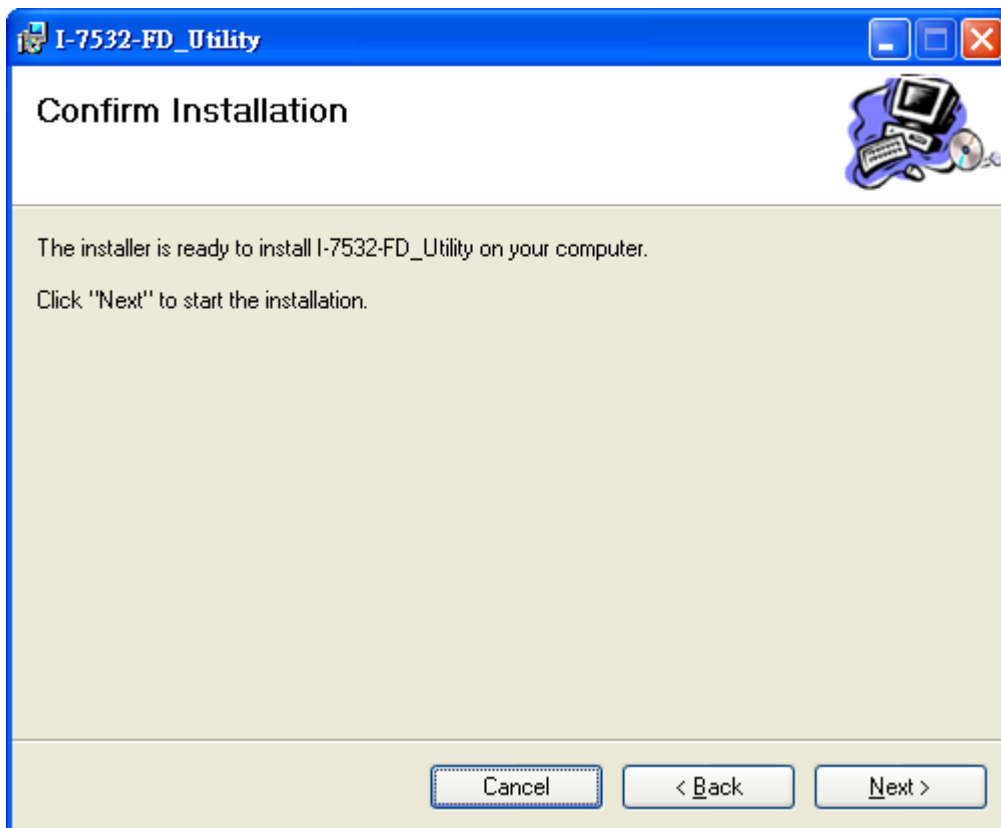 I-7532-FD_Utility
Confirm Installation
The installer is ready to install I-7532-FD_Utility on your computer.
Click "Next" to start the installation.
Cancel
< Back
Next >